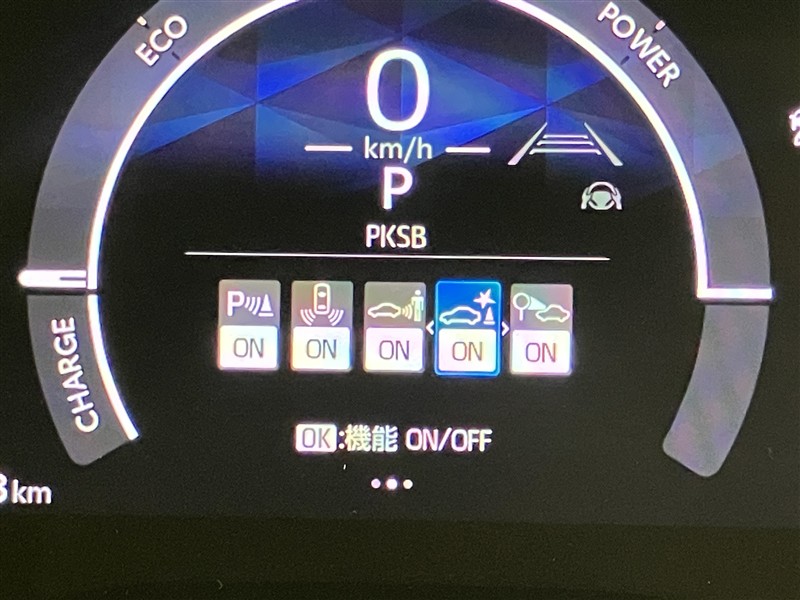 ECO
POWER
0
km/h
P
PKSB
P
ON
ON
ON
ON
ON
CHARGE
OK:機能 ON/OFF
km